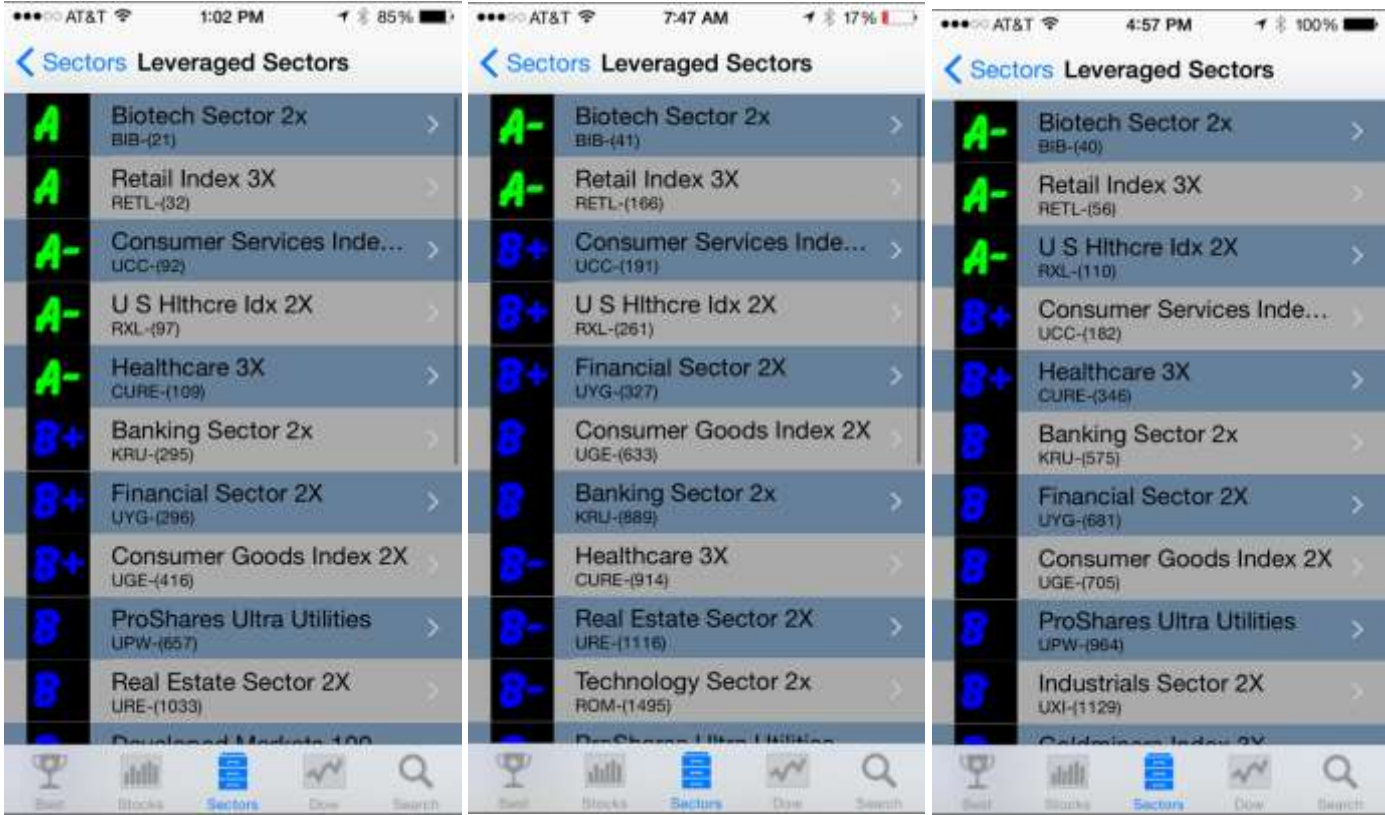 AT&T 1:02 PM 85%
Sectors Leveraged Sectors
A Biotech Sector 2x
BIB-(21)
A Retail Index 3X
RETL-(32)
A- Consumer Services Inde...
UCC-(92)
A- U S Hlthcre Idx 2X
RXL-(97)
A- Healthcare 3X
CURE-(109)
B+ Banking Sector 2x
KRU-(295)
B+ Financial Sector 2X
UYG-(296)
B+ Consumer Goods Index 2X
UGE-(416)
B ProShares Ultra Utilities
UPW-(657)
B Real Estate Sector 2X
URE-(1033)
Developed Markets 100
Best Stocks Sectors Dow Search
AT&T 7:47 AM 17%
Sectors Leveraged Sectors
A- Biotech Sector 2x
BIB-(41)
A- Retail Index 3X
RETL-(166)
B+ Consumer Services Inde...
UCC-(191)
B+ U S Hlthcre Idx 2X
RXL-(261)
B+ Financial Sector 2X
UYG-(327)
B Consumer Goods Index 2X
UGE-(633)
B Banking Sector 2x
KRU-(889)
B- Healthcare 3X
CURE-(914)
B- Real Estate Sector 2X
URE-(1116)
B- Technology Sector 2x
ROM-(1495)
ProShares Ultra Utilities
Best Stocks Sectors Dow Search
AT&T 4:57 PM 100%
Sectors Leveraged Sectors
A- Biotech Sector 2x
BIB-(40)
A- Retail Index 3X
RETL-(56)
A- U S Hlthcre Idx 2X
RXL-(110)
B+ Consumer Services Inde...
UCC-(182)
B+ Healthcare 3X
CURE-(346)
B Banking Sector 2x
KRU-(575)
B Financial Sector 2X
UYG-(681)
B Consumer Goods Index 2X
UGE-(705)
B ProShares Ultra Utilities
UPW-(964)
B Industrials Sector 2X
UXI-(1129)
Goldminers Index 2X
Best Stocks Sectors Dow Search